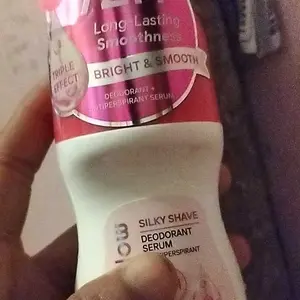 Long-Lasting
Smoothness
TRIPLE
EFFECT
BRIGHT & SMOOTH
DEODORANT +
ANTIPERSPIRANT SERUM
SILKY SHAVE
DEODORANT
SERUM